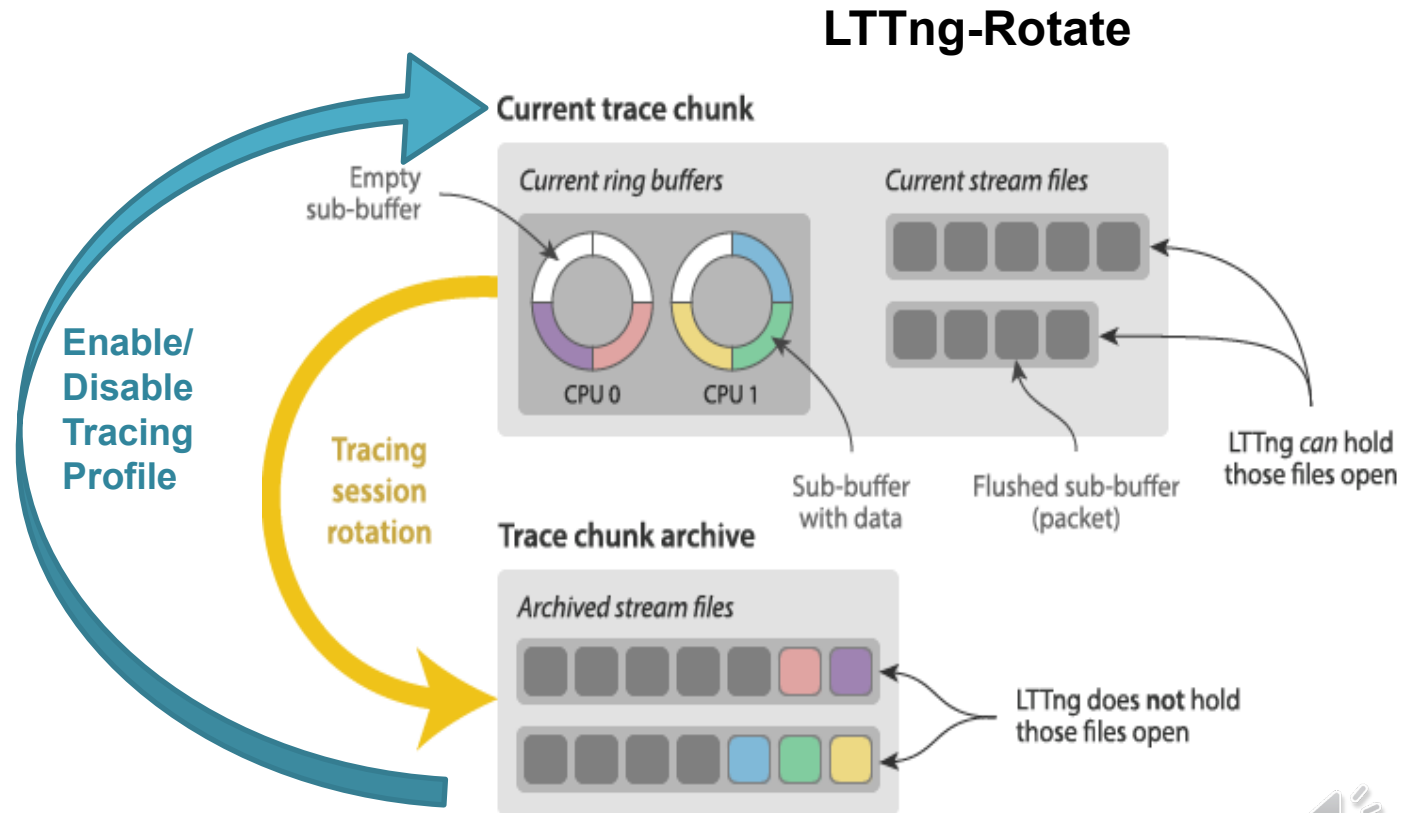 LTTng-Rotate
Current trace chunk
Empty
sub-buffer
Current ring buffers
Current stream files
CPU 0
CPU 1
Enable/
Disable
Tracing
Profile
Tracing
session
rotation
Sub-buffer
with data
Flushed sub-buffer
(packet)
LTTng can hold
those files open
Trace chunk archive
Archived stream files
LTTng does not hold
those files open